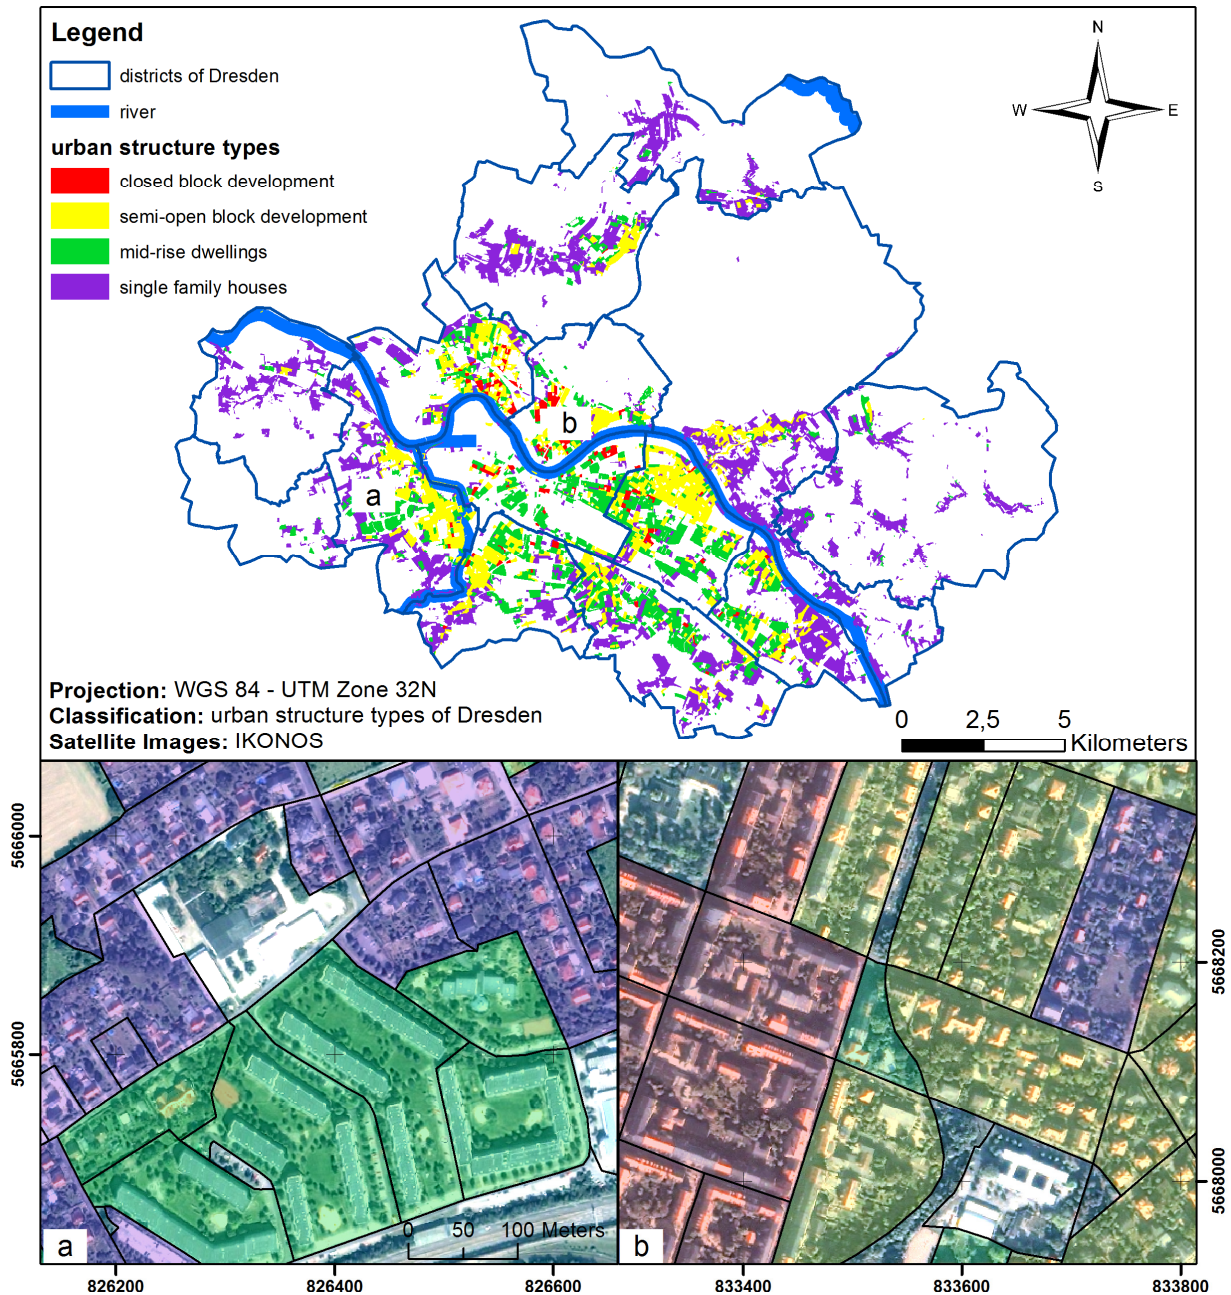 Legend
districts of Dresden
river
urban structure types
closed block development
semi-open block development
mid-rise dwellings
single family houses
N
W
E
S
b
a
Projection: WGS 84 - UTM Zone 32N
Classification: urban structure types of Dresden
Satellite Images: IKONOS
0 2,5 5
Kilometers
5666000
5665800
5668200
5668000
a
0 50 100 Meters
b
826200 826400 826600 833400 833600 833800